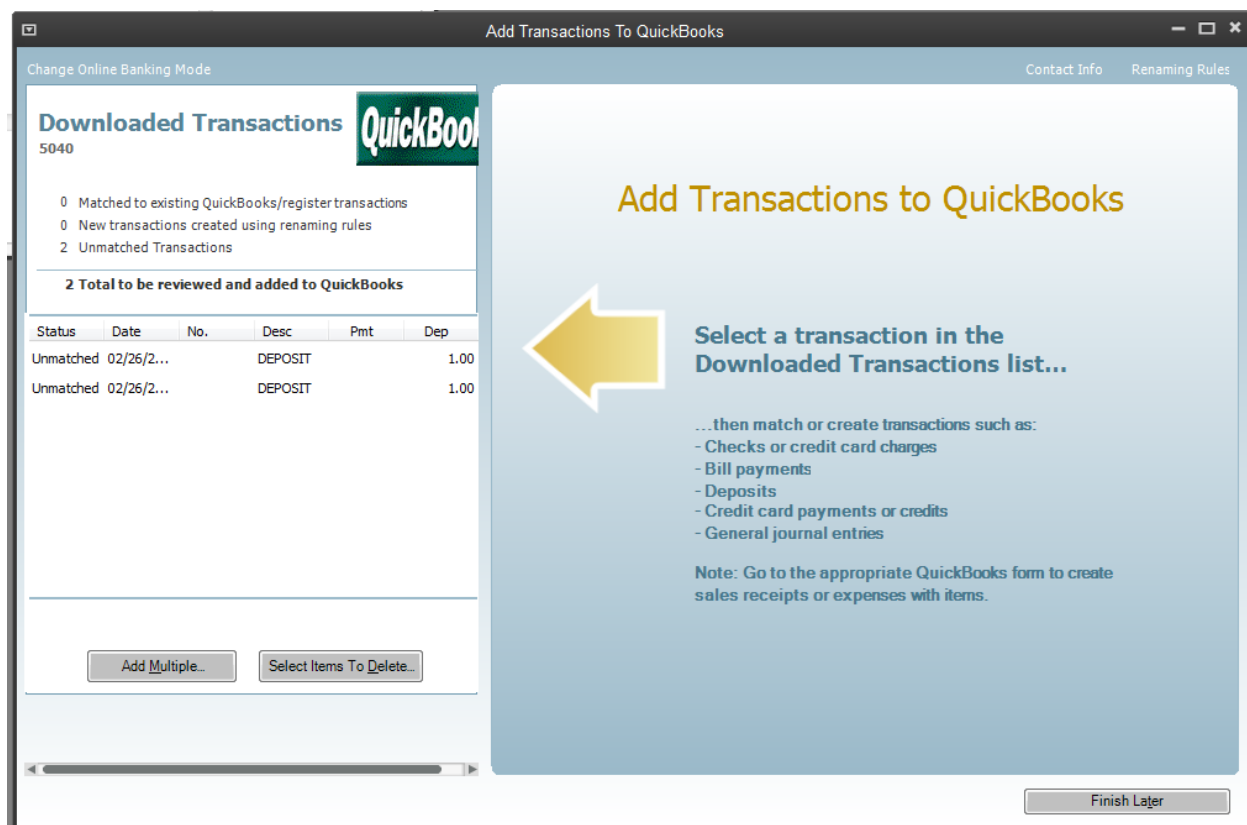 Add Transactions To QuickBooks
Change Online Banking Mode
Contact Info Renaming Rules
Downloaded Transactions
5040
QuickBool
0 Matched to existing QuickBooks/register transactions
0 New transactions created using renaming rules
2 Unmatched Transactions
2 Total to be reviewed and added to QuickBooks
Status Date No. Desc Pmt Dep
Unmatched 02/26/2... DEPOSIT 1.00
Unmatched 02/26/2... DEPOSIT 1.00
Add Multiple...
Select Items To Delete...
Add Transactions to QuickBooks
Select a transaction in the
Downloaded Transactions list...
...then match or create transactions such as:
- Checks or credit card charges
- Bill payments
- Deposits
- Credit card payments or credits
- General journal entries
Note: Go to the appropriate QuickBooks form to create
sales receipts or expenses with items.
Finish Later